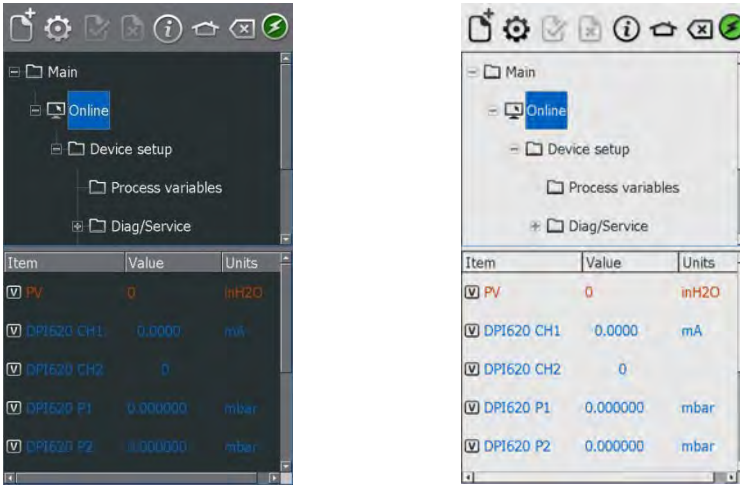 Main
Online
Device setup
Process variables
Diag/Service
Item Value Units
V PV 0 inH2O
V DPI620 CH1 0.0000 mA
V DPI620 CH2 0
V DPI620 P1 0.000000 mbar
V DPI620 P2 0.000000 mbar
Main
Online
Device setup
Process variables
Diag/Service
Item Value Units
V PV 0 inH2O
V DPI620 CH1 0.0000 mA
V DPI620 CH2 0
V DPI620 P1 0.000000 mbar
V DPI620 P2 0.000000 mbar